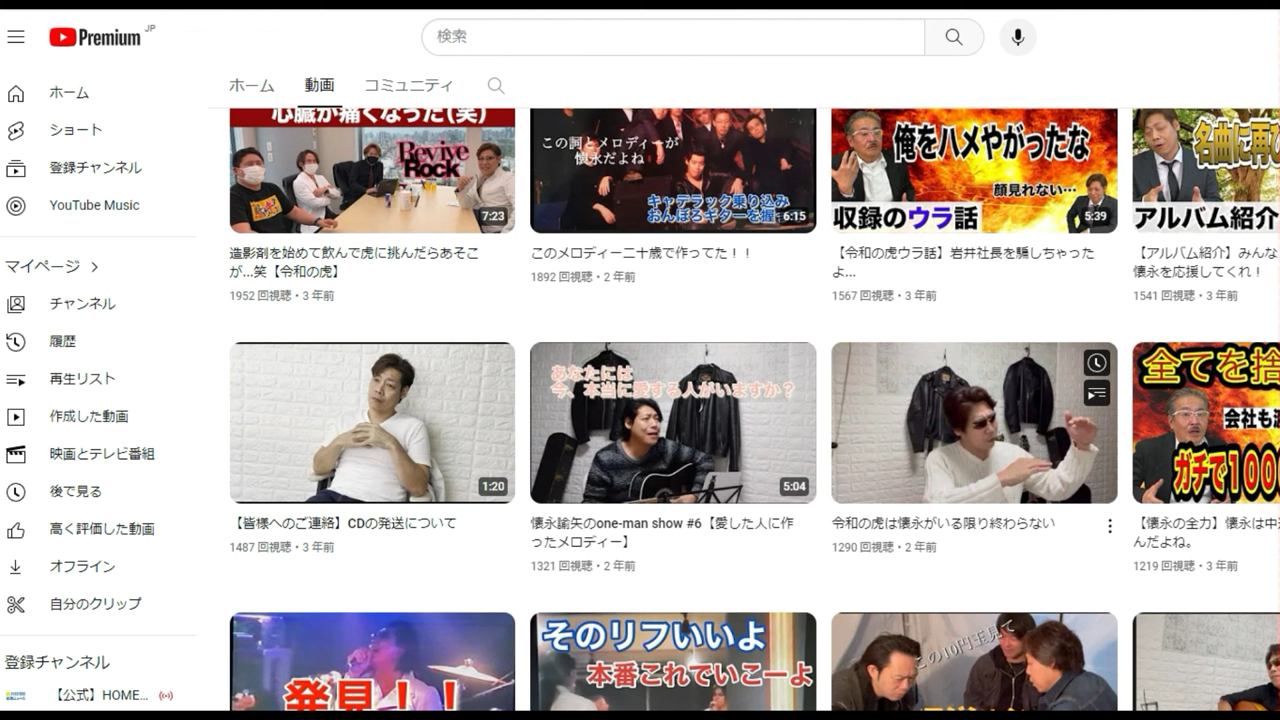 Premium JP
検索
ホーム 動画 コミュニティ
ホーム
ショート
登録チャンネル
YouTube Music
マイページ
チャンネル
履歴
再生リスト
作成した動画
映画とテレビ番組
後で見る
高く評価した動画
オフライン
自分のクリップ
登録チャンネル
【公式】HOME...
心臓が痛くなった(笑)
Revive
Rock
7:23
造影剤を始めて飲んで虎に挑んだらあそこ
が...笑【令和の虎】
1952 回視聴・3 年前
この詞とメロディーが
懐永だよね
キャデラック乗り込み
おんぼろギターを握
6:15
このメロディー二十歳で作ってた！！
1892 回視聴・2 年前
俺をハメやがったな
顔見れない…
収録のウラ話
5:39
【令和の虎ウラ話】岩井社長を騙しちゃった
よ...
1567 回視聴・3 年前
名曲に再び
アルバム紹介
【アルバム紹介】みんな
懐永を応援してくれ！
1541 回視聴・3 年前
1:20
【皆様へのご連絡】CDの発送について
1487 回視聴・3 年前
あなたには
今、本当に愛する人がいますか？
5:04
懐永諭矢のone-man show #6【愛した人に作
ったメロディー】
1321 回視聴・2 年前
令和の虎は懐永がいる限り終わらない
1290 回視聴・2 年前
全てを捨
会社も
ガチで100
【懐永の全力】懐永は中
んだよね。
1219 回視聴・3 年前
発見！！
そのリフいいよ
本番これでいこーよ
この10円玉見て